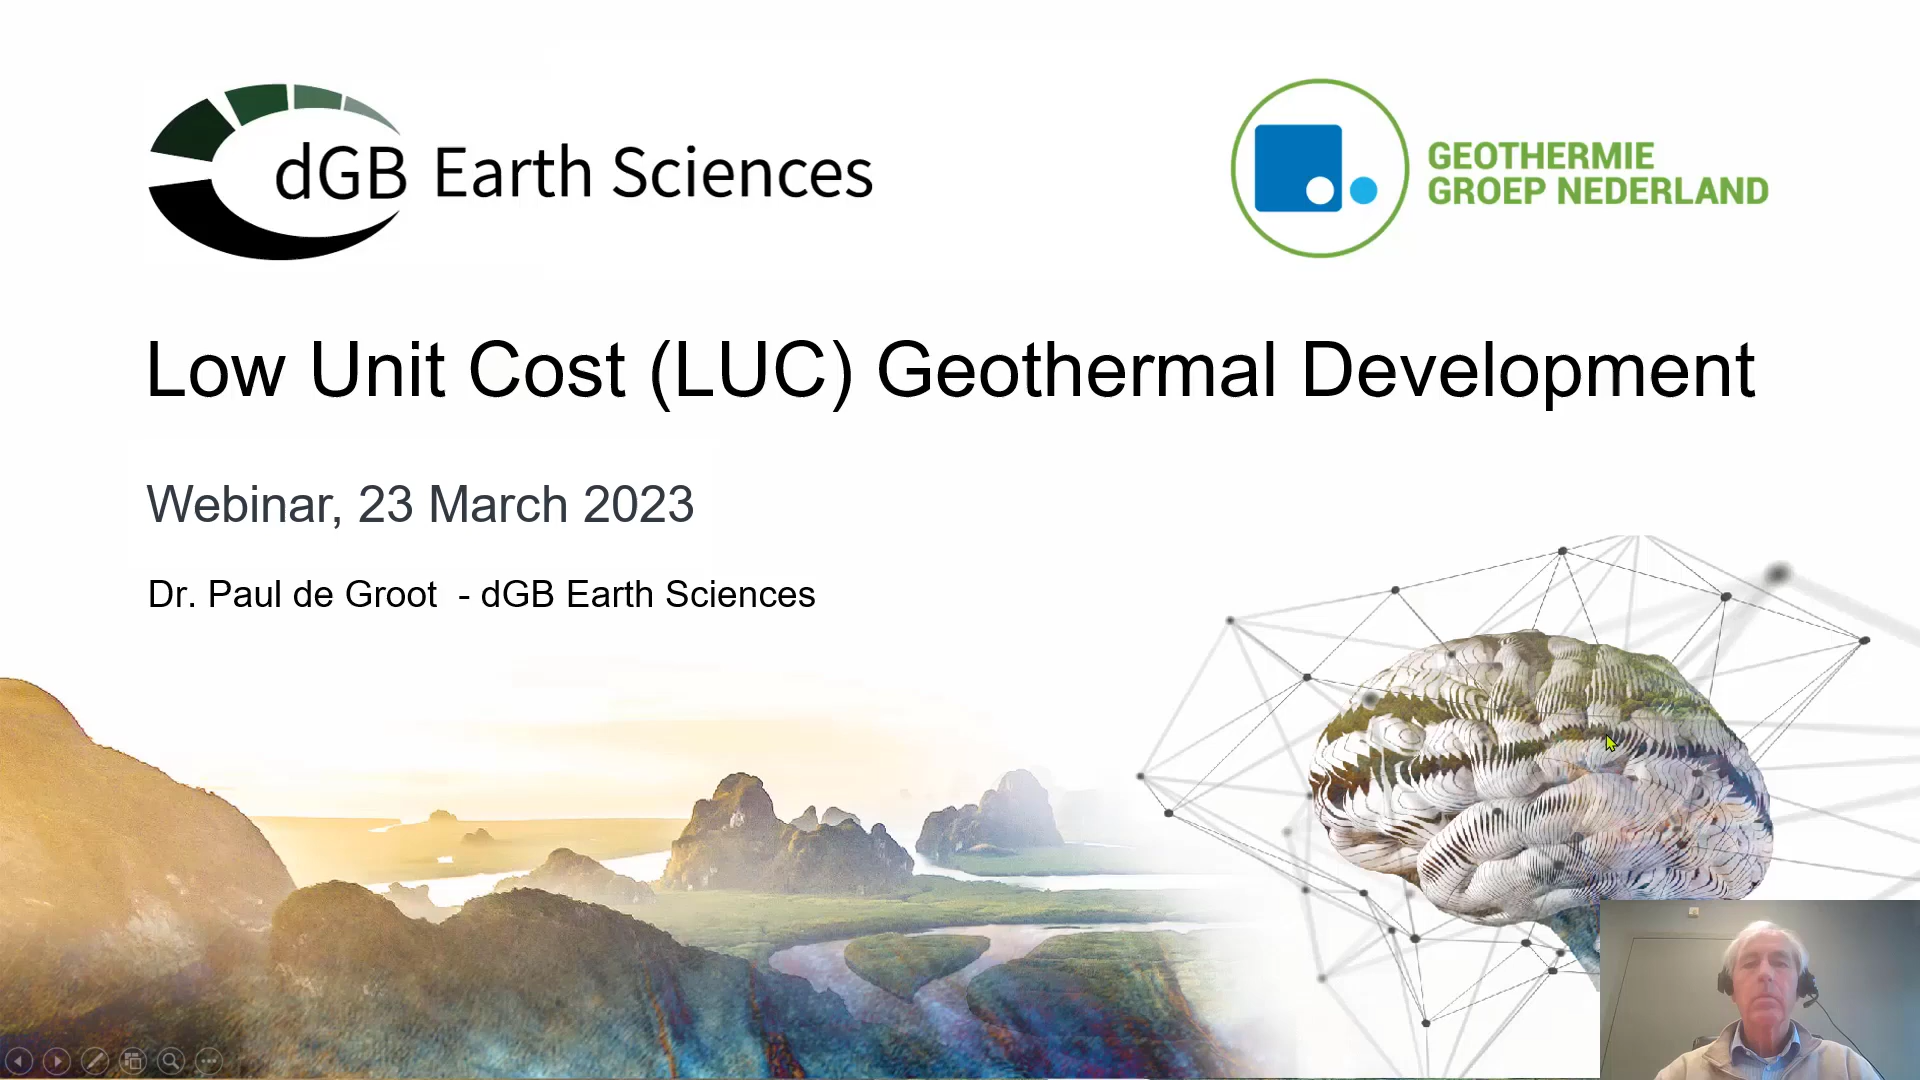 dGB Earth Sciences
GEOTHERMIE
GROEP NEDERLAND
Low Unit Cost (LUC) Geothermal Development
Webinar, 23 March 2023
Dr. Paul de Groot - dGB Earth Sciences